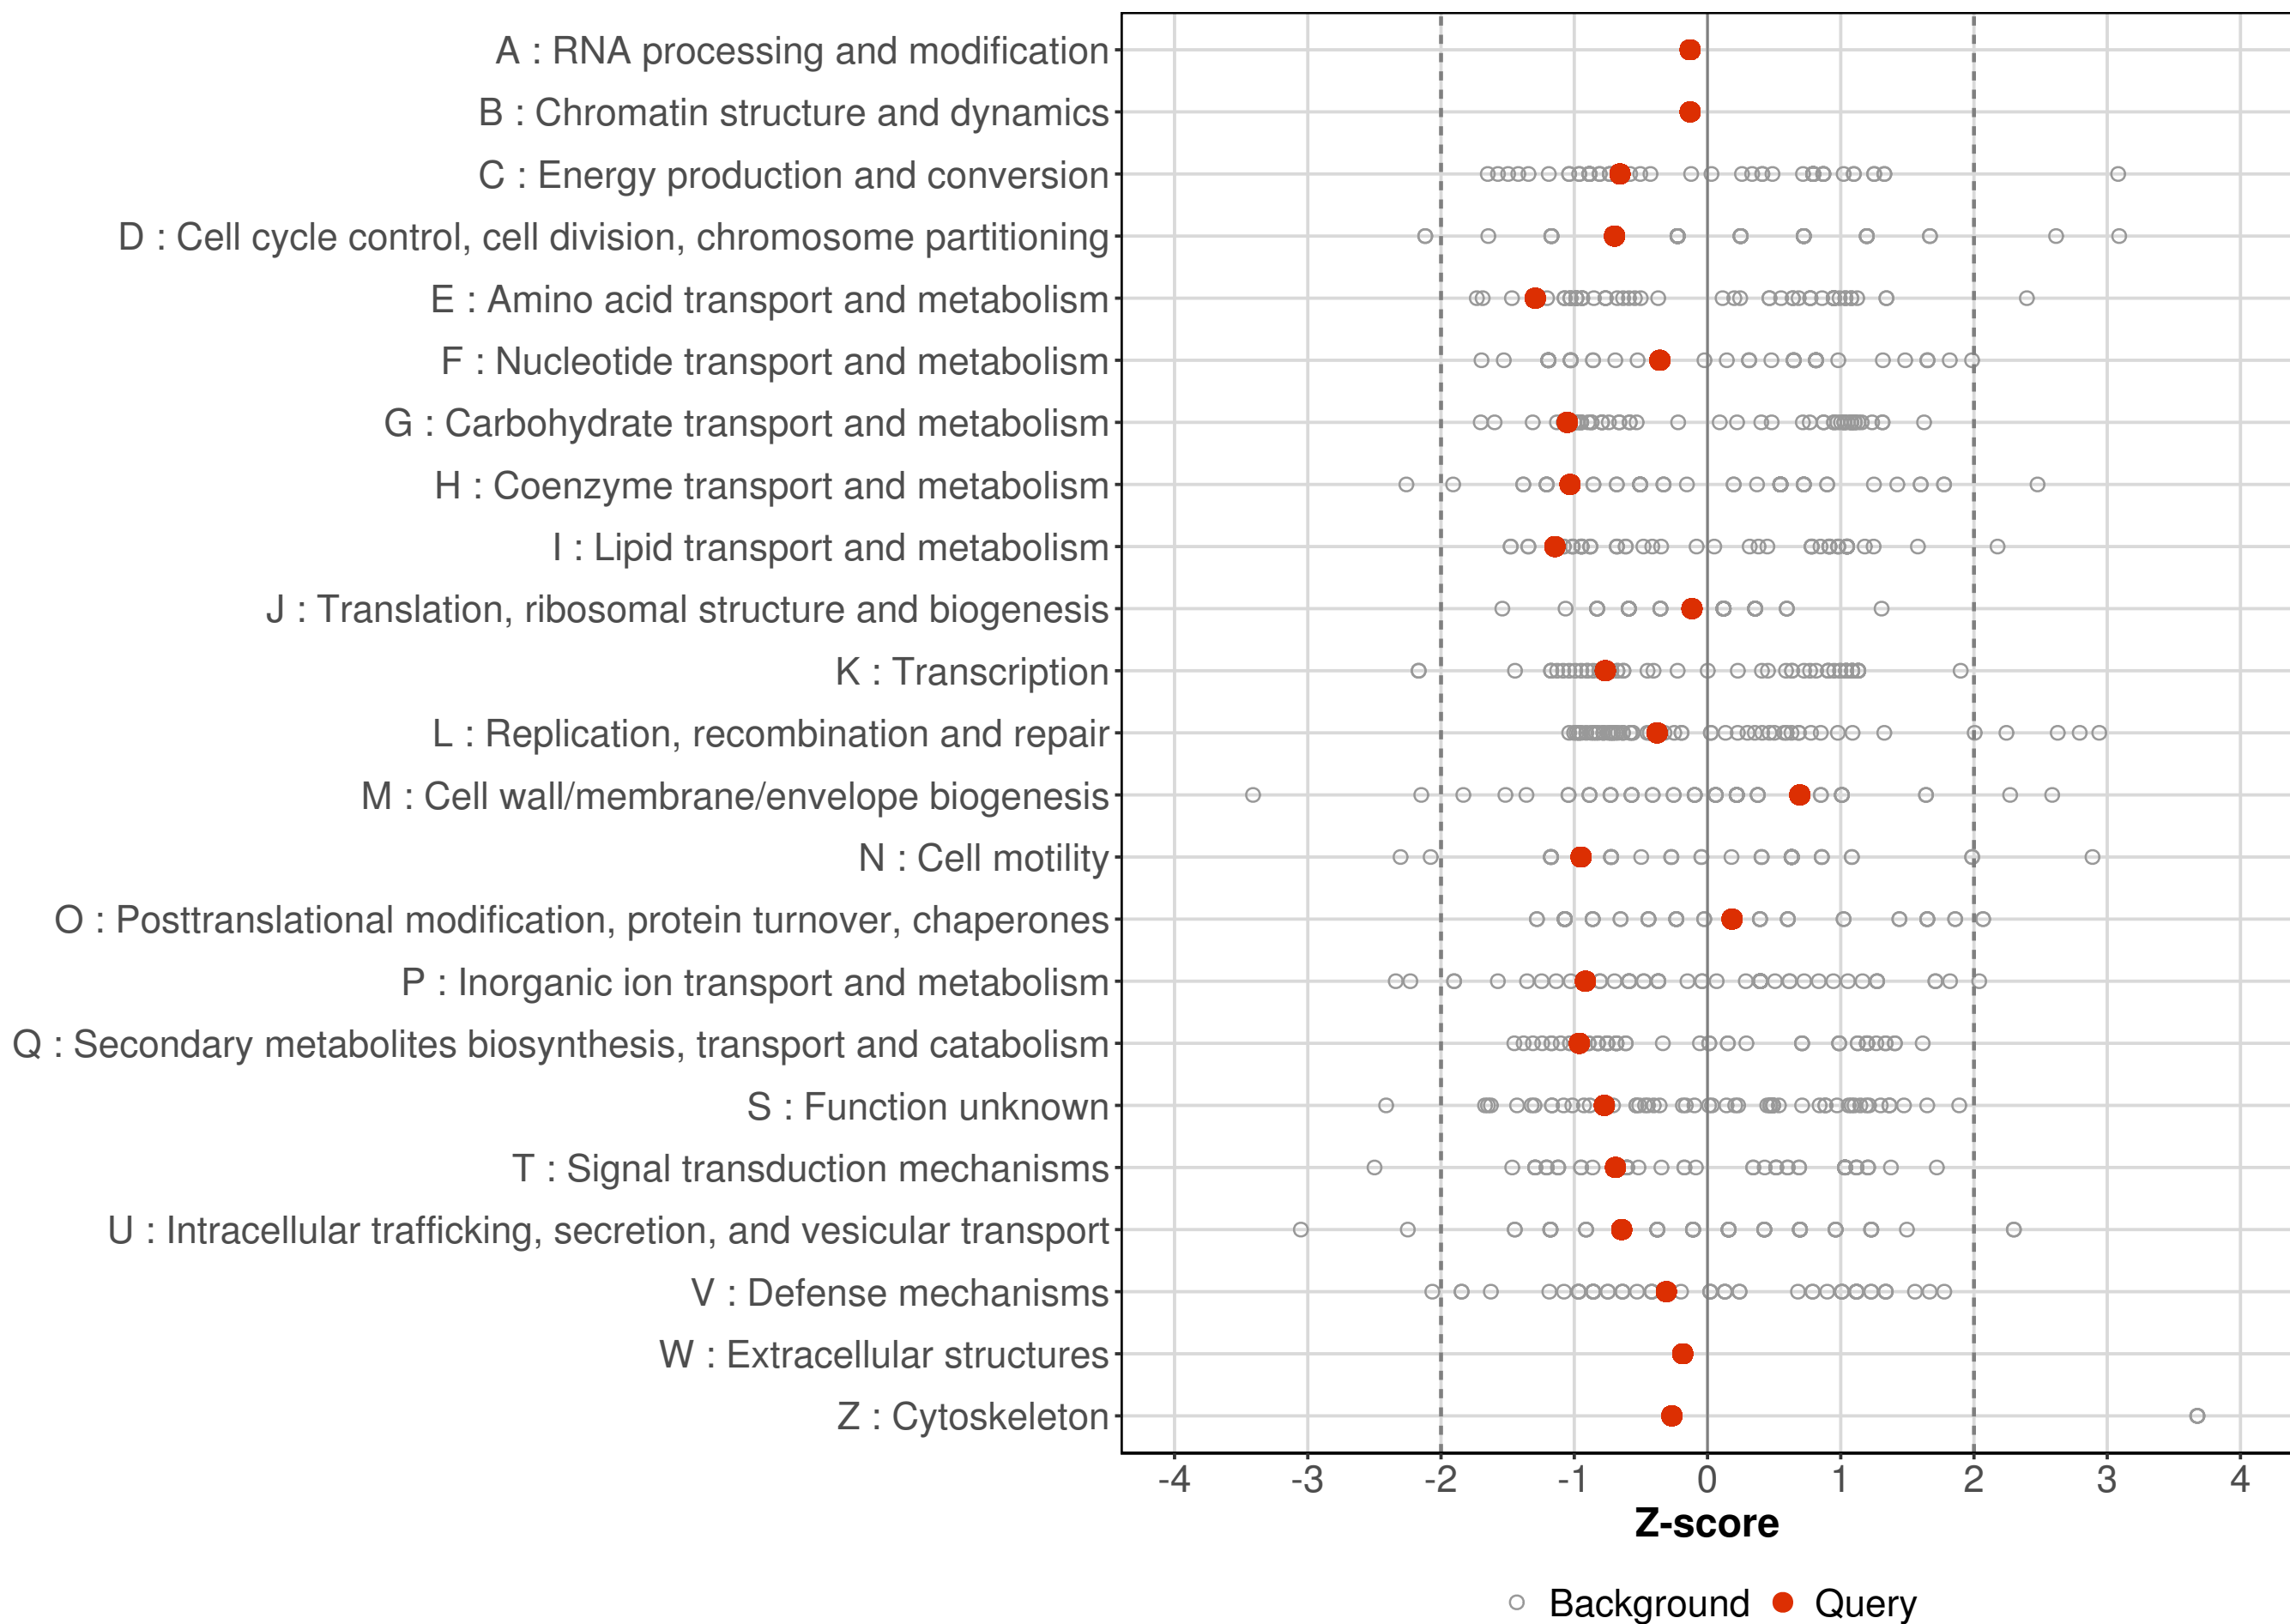 A : RNA processing and modification
B : Chromatin structure and dynamics
C : Energy production and conversion
D : Cell cycle control, cell division, chromosome partitioning
E : Amino acid transport and metabolism
F : Nucleotide transport and metabolism
G : Carbohydrate transport and metabolism
H : Coenzyme transport and metabolism
I : Lipid transport and metabolism
J : Translation, ribosomal structure and biogenesis
K : Transcription
L : Replication, recombination and repair
M : Cell wall/membrane/envelope biogenesis
N : Cell motility
O : Posttranslational modification, protein turnover, chaperones
P : Inorganic ion transport and metabolism
Q : Secondary metabolites biosynthesis, transport and catabolism
S : Function unknown
T : Signal transduction mechanisms
U : Intracellular trafficking, secretion, and vesicular transport
V : Defense mechanisms
W : Extracellular structures
Z : Cytoskeleton
-4 -3 -2 -1 0 1 2 3 4
Z-score
Background Query